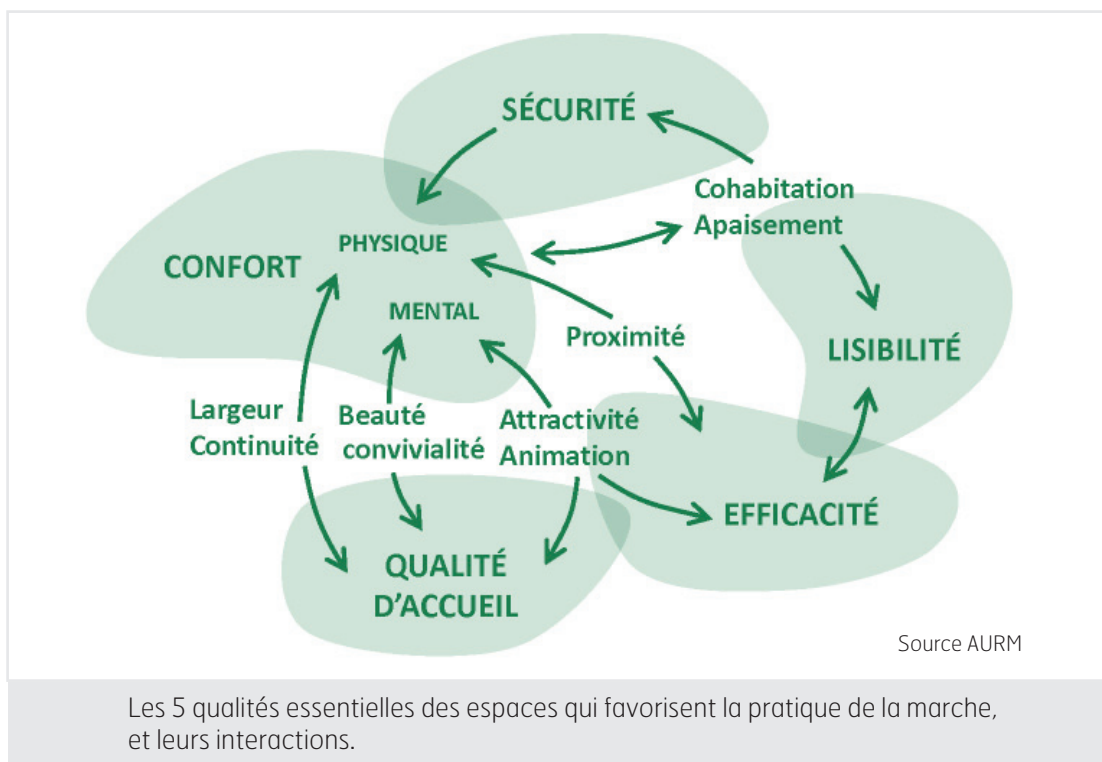 SÉCURITÉ
Cohabitation
Apaisement
PHYSIQUE
CONFORT
MENTAL
Proximité
LISIBILITÉ
Largeur
Continuité
Beauté
convivialité
Attractivité
Animation
EFFICACITÉ
QUALITÉ
D’ACCUEIL
Source AURM
Les 5 qualités essentielles des espaces qui favorisent la pratique de la marche,
et leurs interactions.